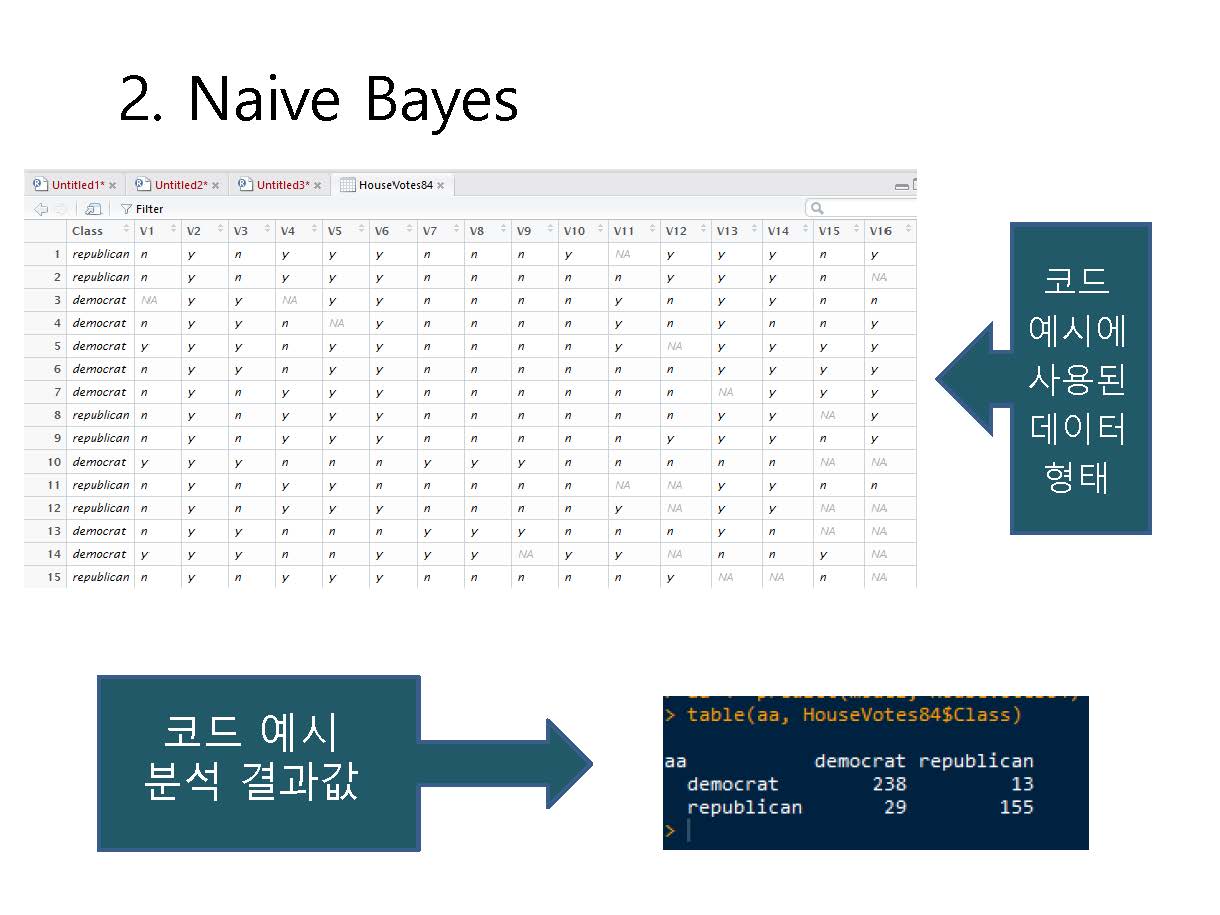 2. Naive Bayes
Untitled1* × Untitled2* × Untitled3* × HouseVotes84 ×
Filter
Class V1 V2 V3 V4 V5 V6 V7 V8 V9 V10 V11 V12 V13 V14 V15 V16
1 republican n y n y y y n n n y NA y y y n y
2 republican n y n y y y n n n n n y y y n NA
3 democrat NA y y NA y y n n n n y n y y n n
4 democrat n y y n NA y n n n n y n y n n y
5 democrat y y y n y y n n n n y NA y y y y
6 democrat n y y n y y n n n n n n y y y y
7 democrat n y n y y y n n n n n n NA y y y
8 republican n y n y y y n n n n n n y y NA y
9 republican n y n y y y n n n n n y y y n y
10 democrat y y y n n n y y y n n n n n NA NA
11 republican n y n y y n n n n n NA NA y y n n
12 republican n y n y y y n n n n y NA y y NA NA
13 democrat n y y n n n y y y n n n y n NA NA
14 democrat y y y n n y y y NA y y NA n n y NA
15 republican n y n y y y n n n n n y NA NA n NA
코드
예시에
사용된
데이터
형태
코드 예시
분석 결과값
> table(aa, HouseVotes84$Class)
aa democrat republican
democrat 238 13
republican 29 155
>